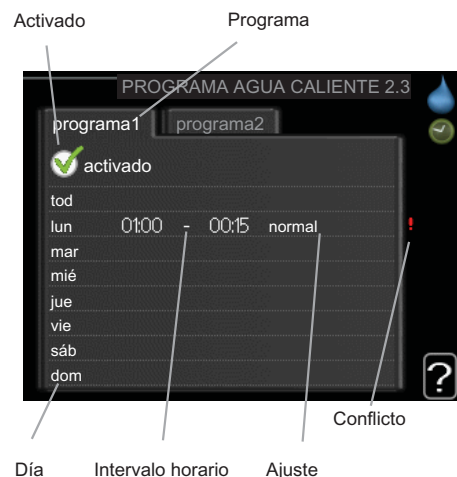 Activado Programa
PROGRAMA AGUA CALIENTE 2.3
programa1 programa2
activado
tod
lun 01:00 - 00:15 normal !
mar
mié
jue
vie
sáb
dom
?
Conflicto
Día Intervalo horario Ajuste